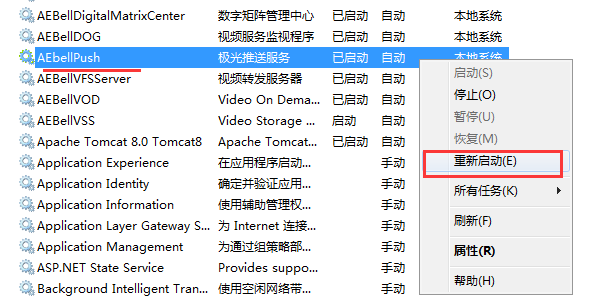 AEBellDigitalMatrixCenter 数字矩阵管理中心 已启动 自动 本地系统
AEBellDOG 视频服务监视程序 已启动 自动 本地系统
AEbellPush 极光推送服务 已启动 自动 本地系统
AEBellVFSServer 视频转发服务器 已启动 自动
启动(S)
AEBellVOD Video On Dema... 已启动 自动
停止(O)
AEBellVSS Video Storage ... 启动 自动
暂停(U)
Apache Tomcat 8.0 Tomcat8 Apache Tomcat... 已启动 自动
恢复(M)
Application Experience 在应用程序启动... 手动
重新启动(E)
Application Identity 确定并验证应用... 手动
所有任务(K)
Application Information 使用辅助管理权... 手动
Application Layer Gateway S... 为 Internet 连接... 手动
刷新(F)
Application Management 为通过组策略部... 手动
属性(R)
ASP.NET State Service Provides suppo... 手动
帮助(H)
Background Intelligent Tran... 使用空闲网络带... 手动